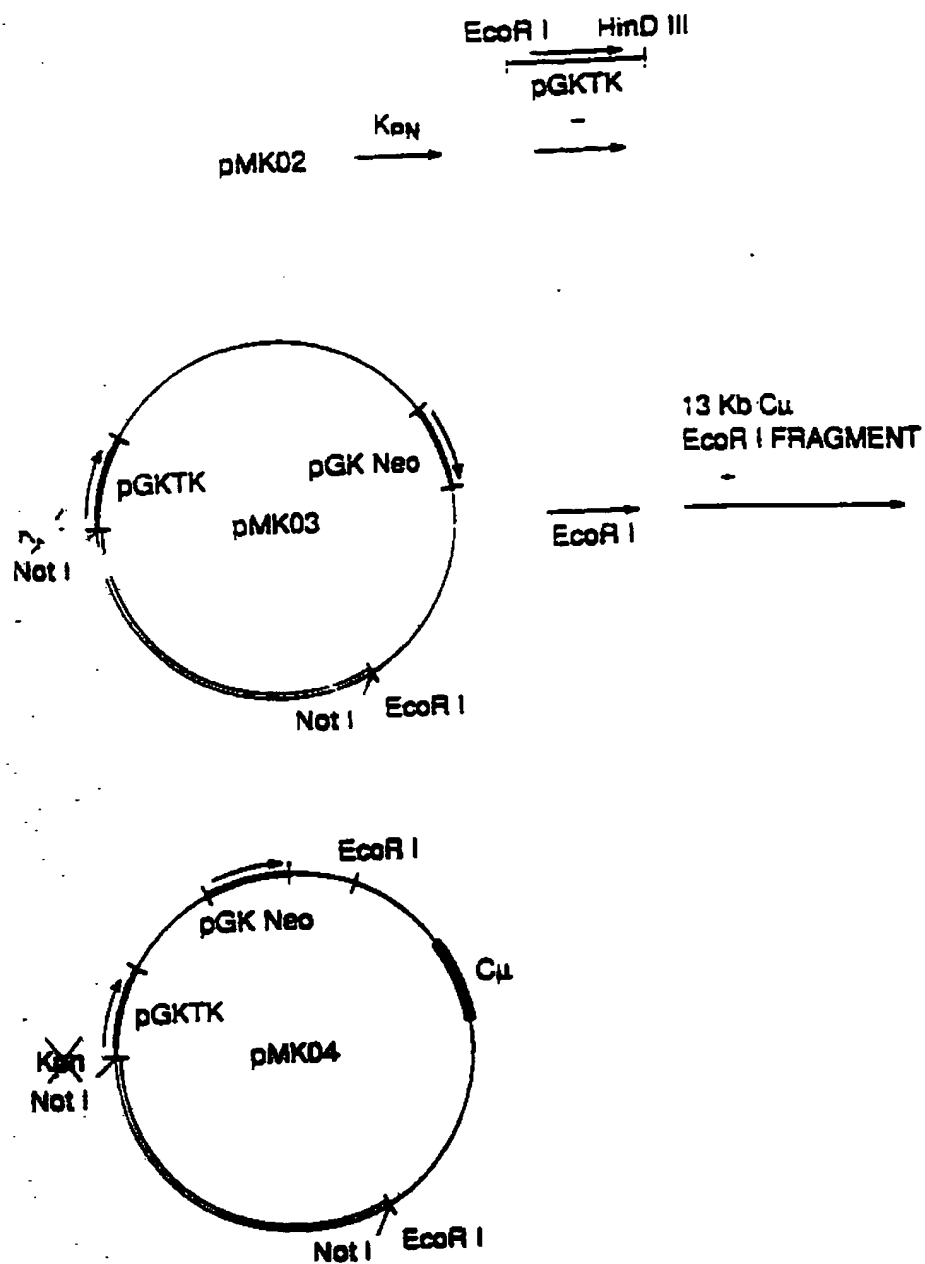 EcoR I HinD III
pGKTK
KpN
pMK02
13 Kb Cµ
EcoR I FRAGMENT
pGK Neo
pGKTK
pMK03
EcoR I
Not I
Not I EcoR I
EcoR I
pGK Neo
Cµ
pGKTK
Kpn
pMK04
Not I
Not I EcoR I